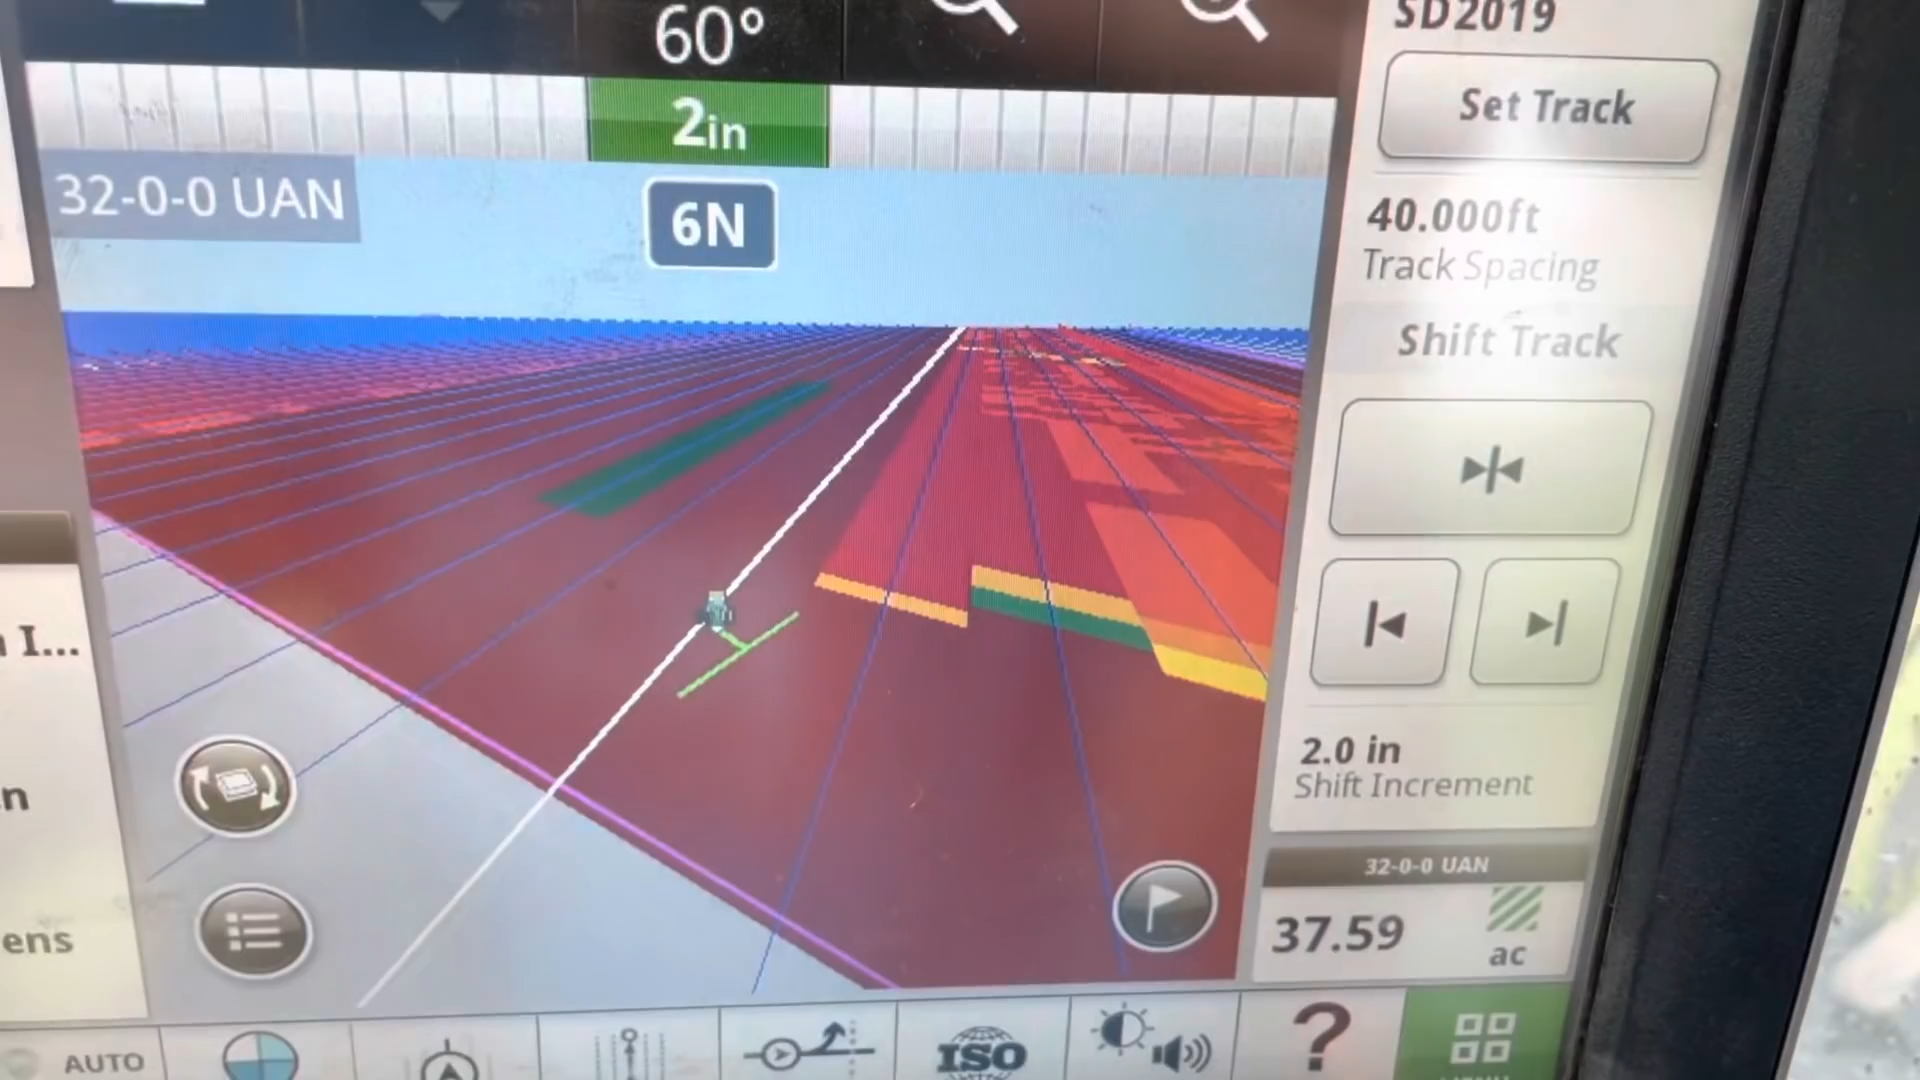 60°
SD2019
2in
Set Track
32-0-0 UAN
6N
40.000ft
Track Spacing
Shift Track
I...
n
2.0 in
Shift Increment
32-0-0 UAN
37.59
ac
ens
AUTO
ISO
?